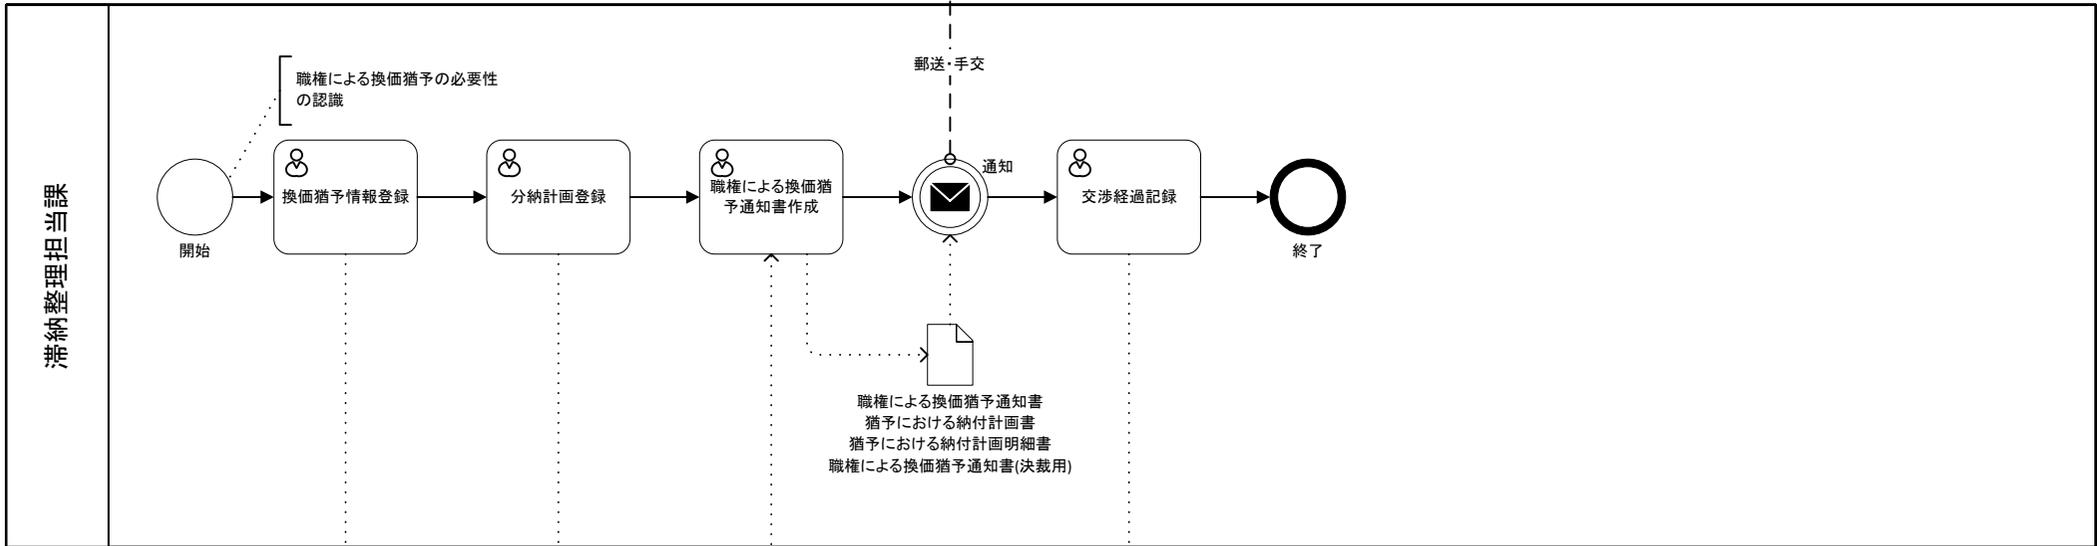 滞納整理担当課
郵送・手交
職権による換価猶予の必要性
の認識
開始
換価猶予情報登録
分納計画登録
職権による換価猶
予通知書作成
通知
交渉経過記録
終了
職権による換価猶予通知書
猶予における納付計画書
猶予における納付計画明細書
職権による換価猶予通知書(決裁用)